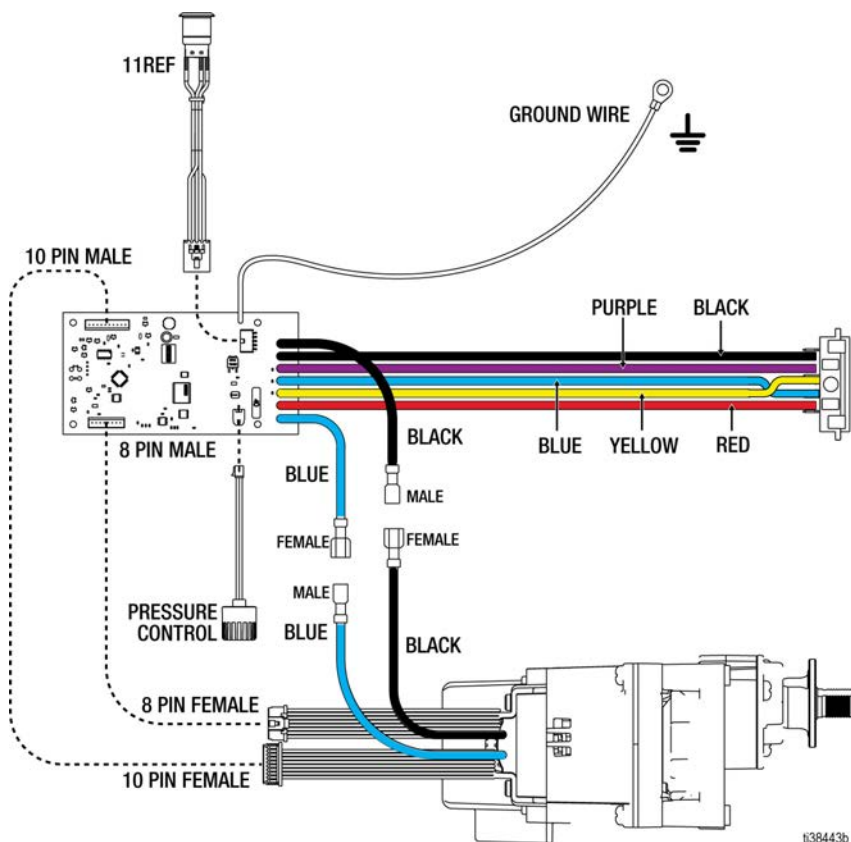 11REF
GROUND WIRE
10 PIN MALE
PURPLE
BLACK
8 PIN MALE
BLACK
BLUE
YELLOW
RED
BLUE
MALE
FEMALE
FEMALE
MALE
PRESSURE
CONTROL
BLUE
BLACK
8 PIN FEMALE
10 PIN FEMALE
ti38443b